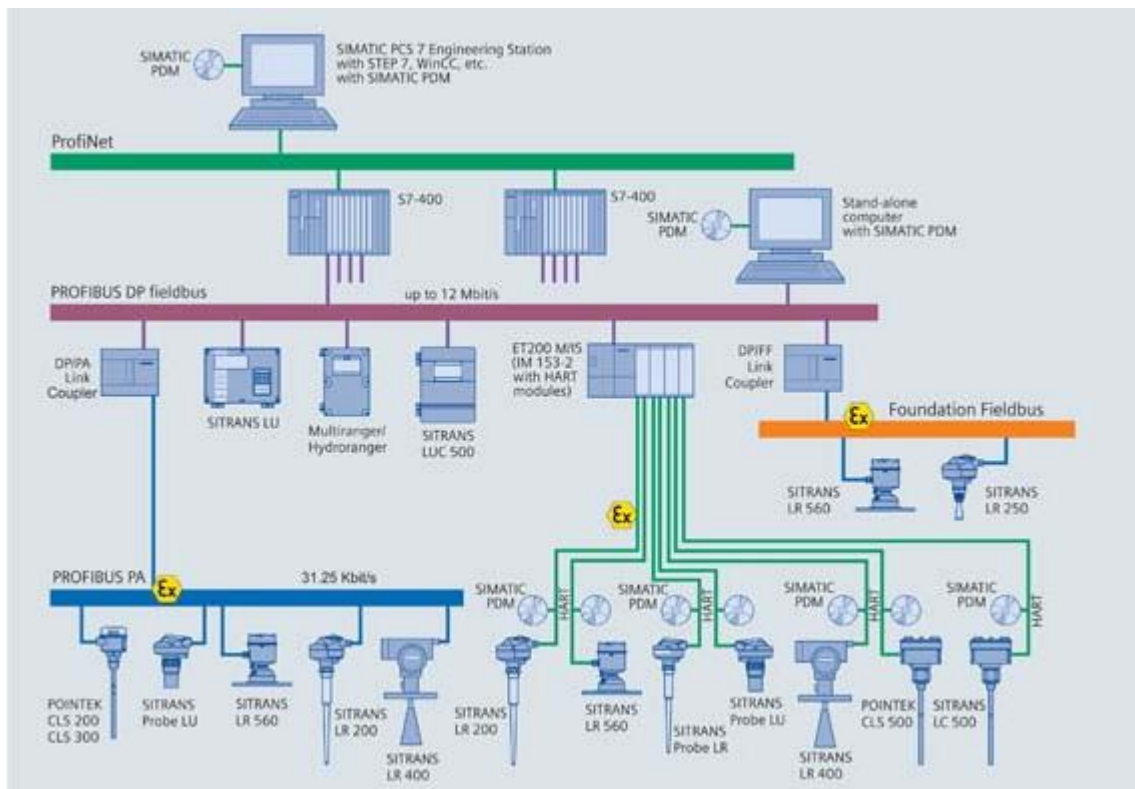 SIMATIC
PDM
SIMATIC PCS 7 Engineering Station
with STEP 7, WinCC, etc.
with SIMATIC PDM
ProfiNet
S7-400
S7-400
SIMATIC
PDM
Stand-alone
computer
with SIMATIC PDM
PROFIBUS DP fieldbus
up to 12 Mbit/s
DP/PA
Link
Coupler
SITRANS LU
Multiranger/
Hydroranger
SITRANS
LUC 500
ET200 M/IS
(IM 153-2
with HART
modules)
DP/FF
Link
Coupler
Ex
Foundation Fieldbus
SITRANS
LR 560
SITRANS
LR 250
Ex
PROFIBUS PA
Ex
31.25 Kbit/s
SIMATIC
PDM
HART
SIMATIC
PDM
HART
SIMATIC
PDM
HART
SIMATIC
PDM
HART
POINTEK
CLS 200
CLS 300
SITRANS
Probe LU
SITRANS
LR 560
SITRANS
LR 200
SITRANS
LR 400
SITRANS
LR 200
SITRANS
LR 560
SITRANS
Probe LR
SITRANS
Probe LU
SITRANS
LR 400
POINTEK
CLS 500
SITRANS
LC 500